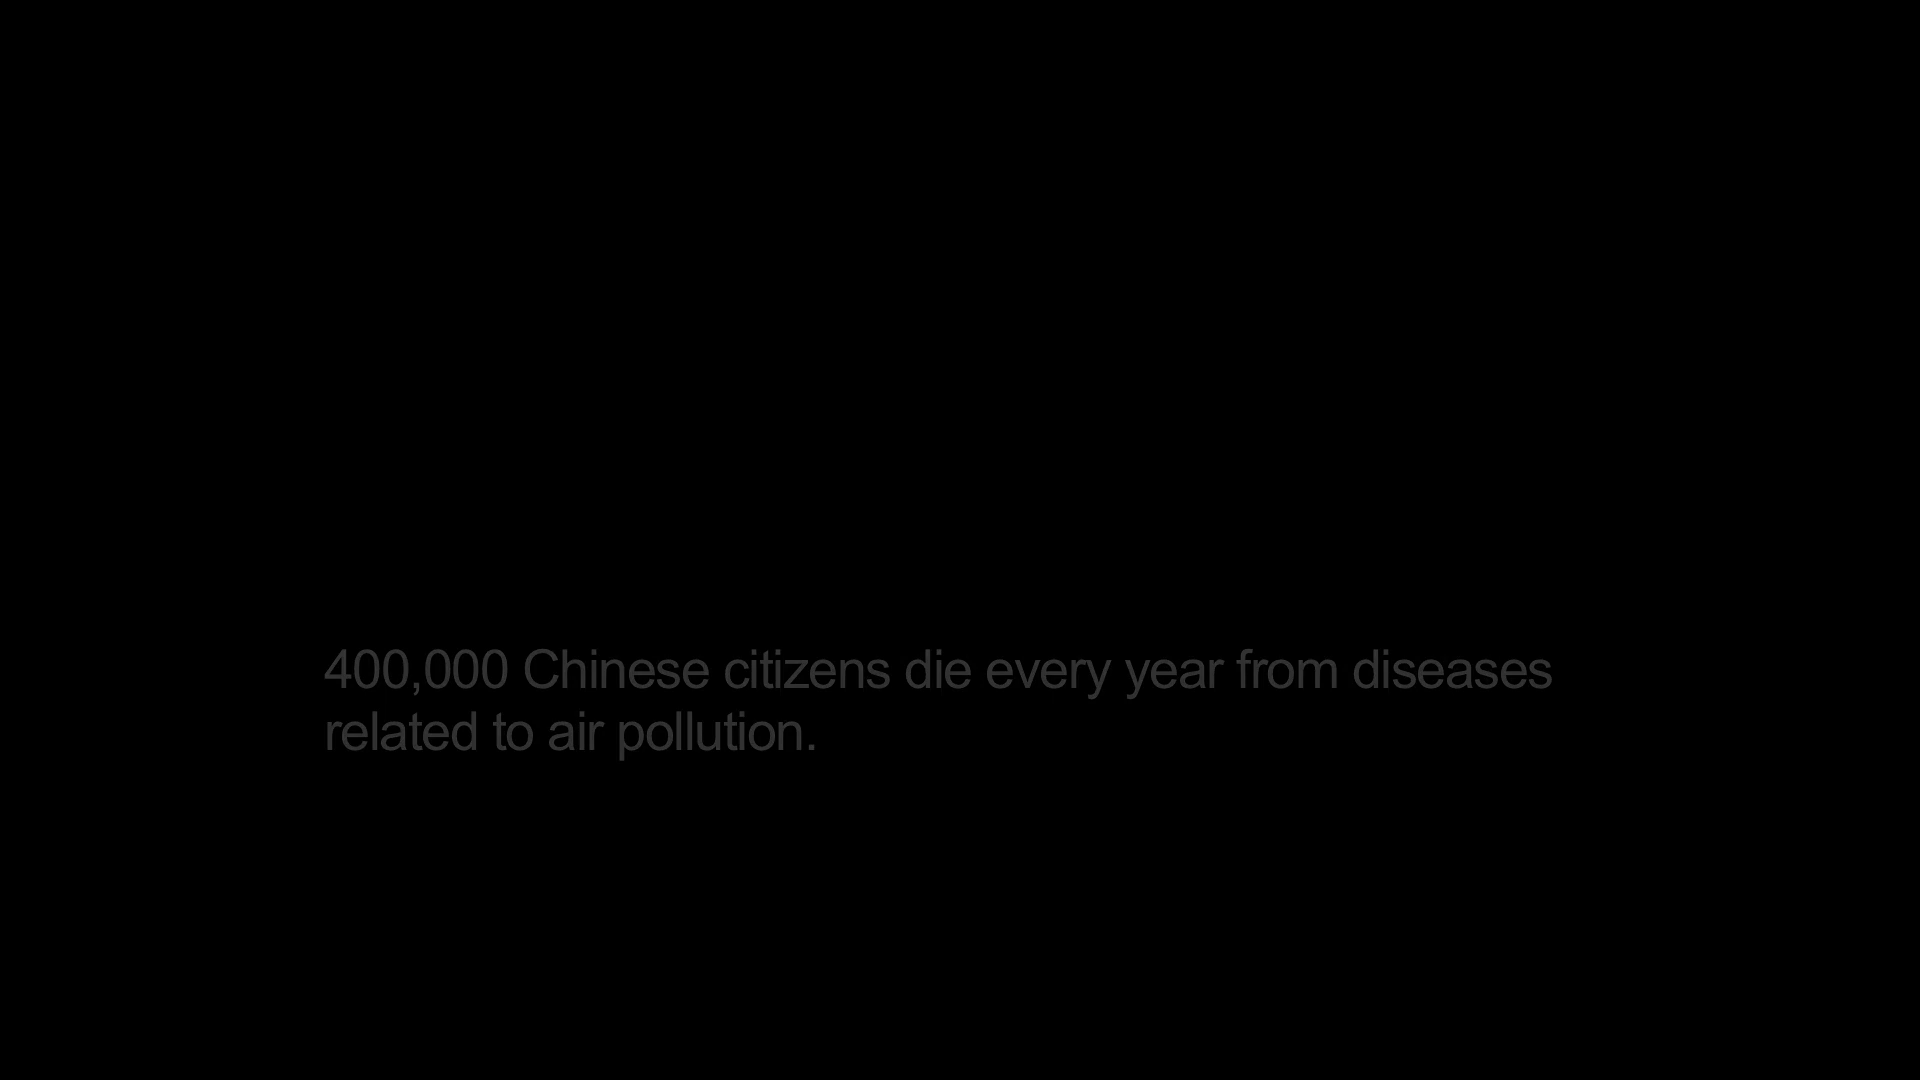 400,000 Chinese citizens die every year from diseases
related to air pollution.